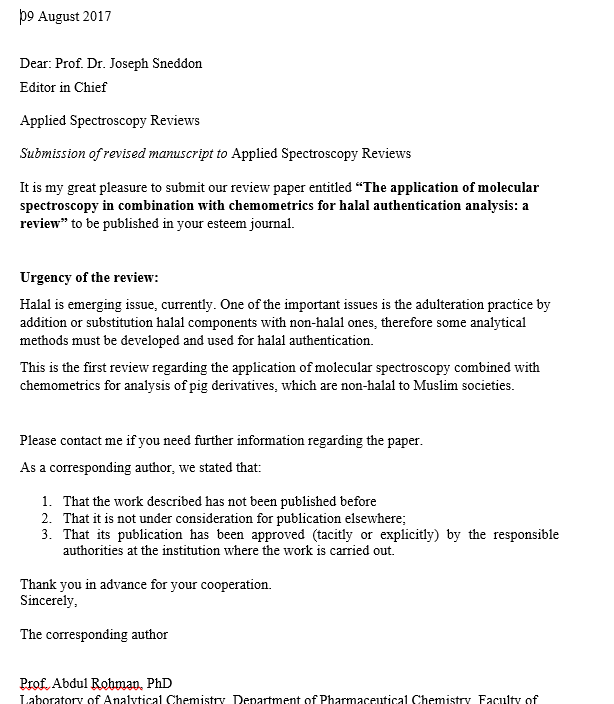 09 August 2017
Dear: Prof. Dr. Joseph Sneddon
Editor in Chief
Applied Spectroscopy Reviews
Submission of revised manuscript to Applied Spectroscopy Reviews
It is my great pleasure to submit our review paper entitled “The application of molecular
spectroscopy in combination with chemometrics for halal authentication analysis: a
review” to be published in your esteem journal.
Urgency of the review:
Halal is emerging issue, currently. One of the important issues is the adulteration practice by
addition or substitution halal components with non-halal ones, therefore some analytical
methods must be developed and used for halal authentication.
This is the first review regarding the application of molecular spectroscopy combined with
chemometrics for analysis of pig derivatives, which are non-halal to Muslim societies.
Please contact me if you need further information regarding the paper.
As a corresponding author, we stated that:
1. That the work described has not been published before
2. That it is not under consideration for publication elsewhere;
3. That its publication has been approved (tacitly or explicitly) by the responsible
authorities at the institution where the work is carried out.
Thank you in advance for your cooperation.
Sincerely,
The corresponding author
Prof. Abdul Rohman, PhD
Laboratory of Analytical Chemistry, Department of Pharmaceutical Chemistry, Faculty of